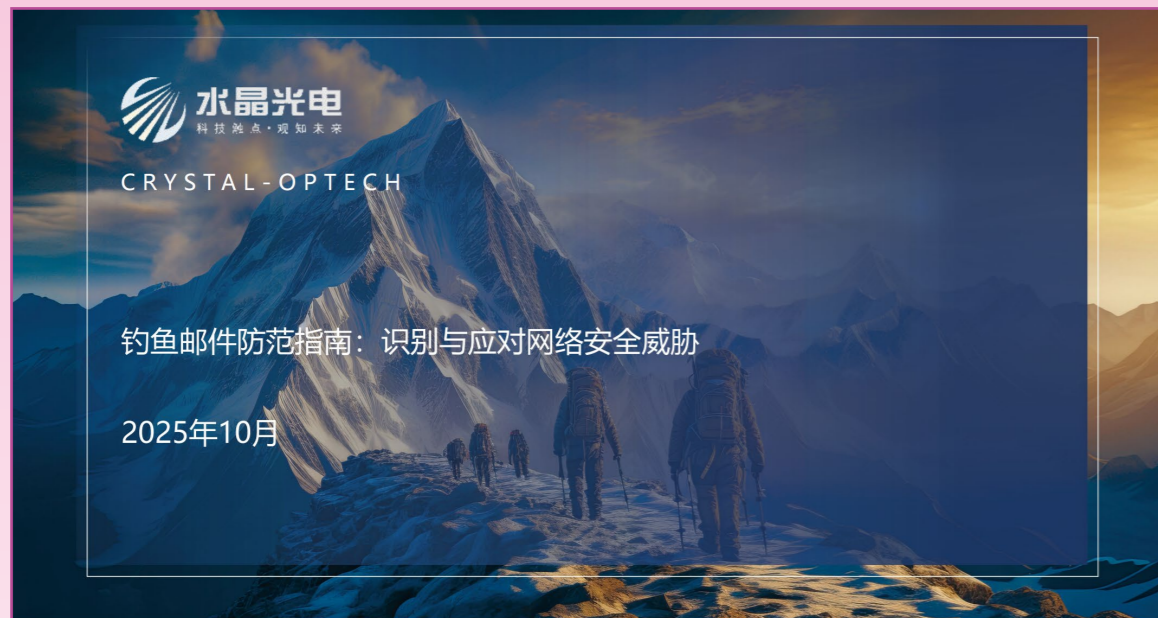 水晶光电
科技触点·观知未来
CRYSTAL-OPTECH
钓鱼邮件防范指南：识别与应对网络安全威胁
2025年10月